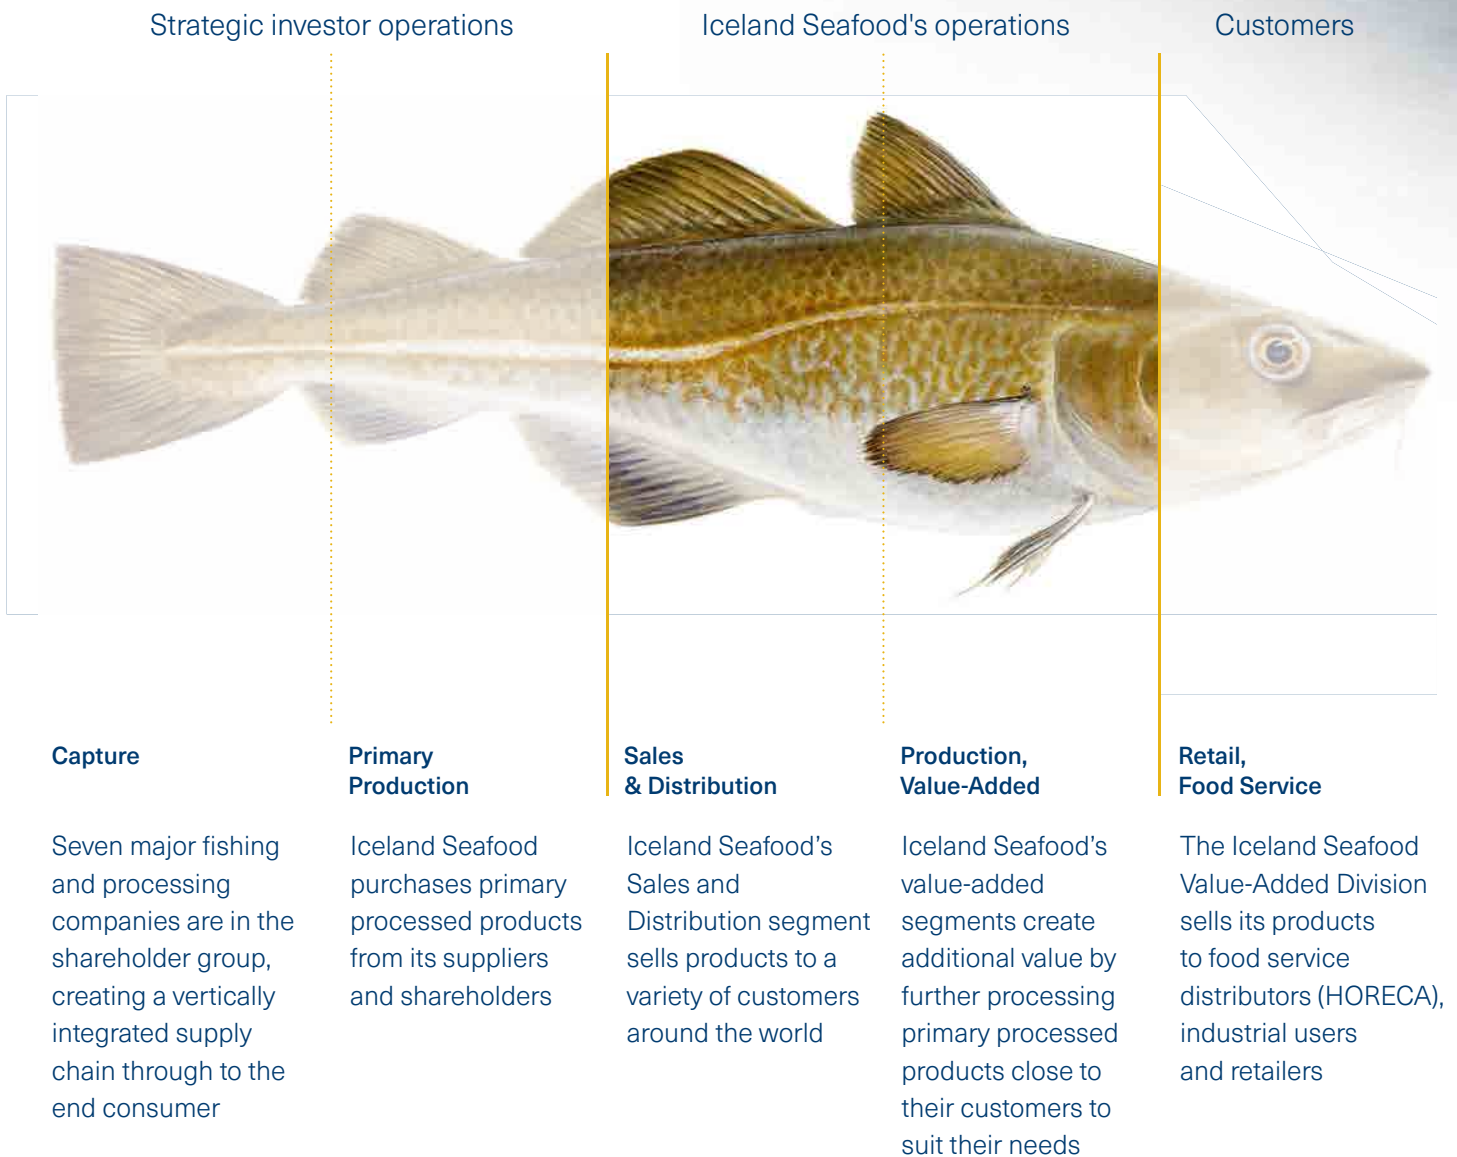 Strategic investor operations
Iceland Seafood's operations
Customers
Capture
Seven major fishing
and processing
companies are in the
shareholder group,
creating a vertically
integrated supply
chain through to the
end consumer
Primary
Production
Iceland Seafood
purchases primary
processed products
from its suppliers
and shareholders
Sales
& Distribution
Iceland Seafood’s
Sales and
Distribution segment
sells products to a
variety of customers
around the world
Production,
Value-Added
Iceland Seafood’s
value-added
segments create
additional value by
further processing
primary processed
products close to
their customers to
suit their needs
Retail,
Food Service
The Iceland Seafood
Value-Added Division
sells its products
to food service
distributors (HORECA),
industrial users
and retailers